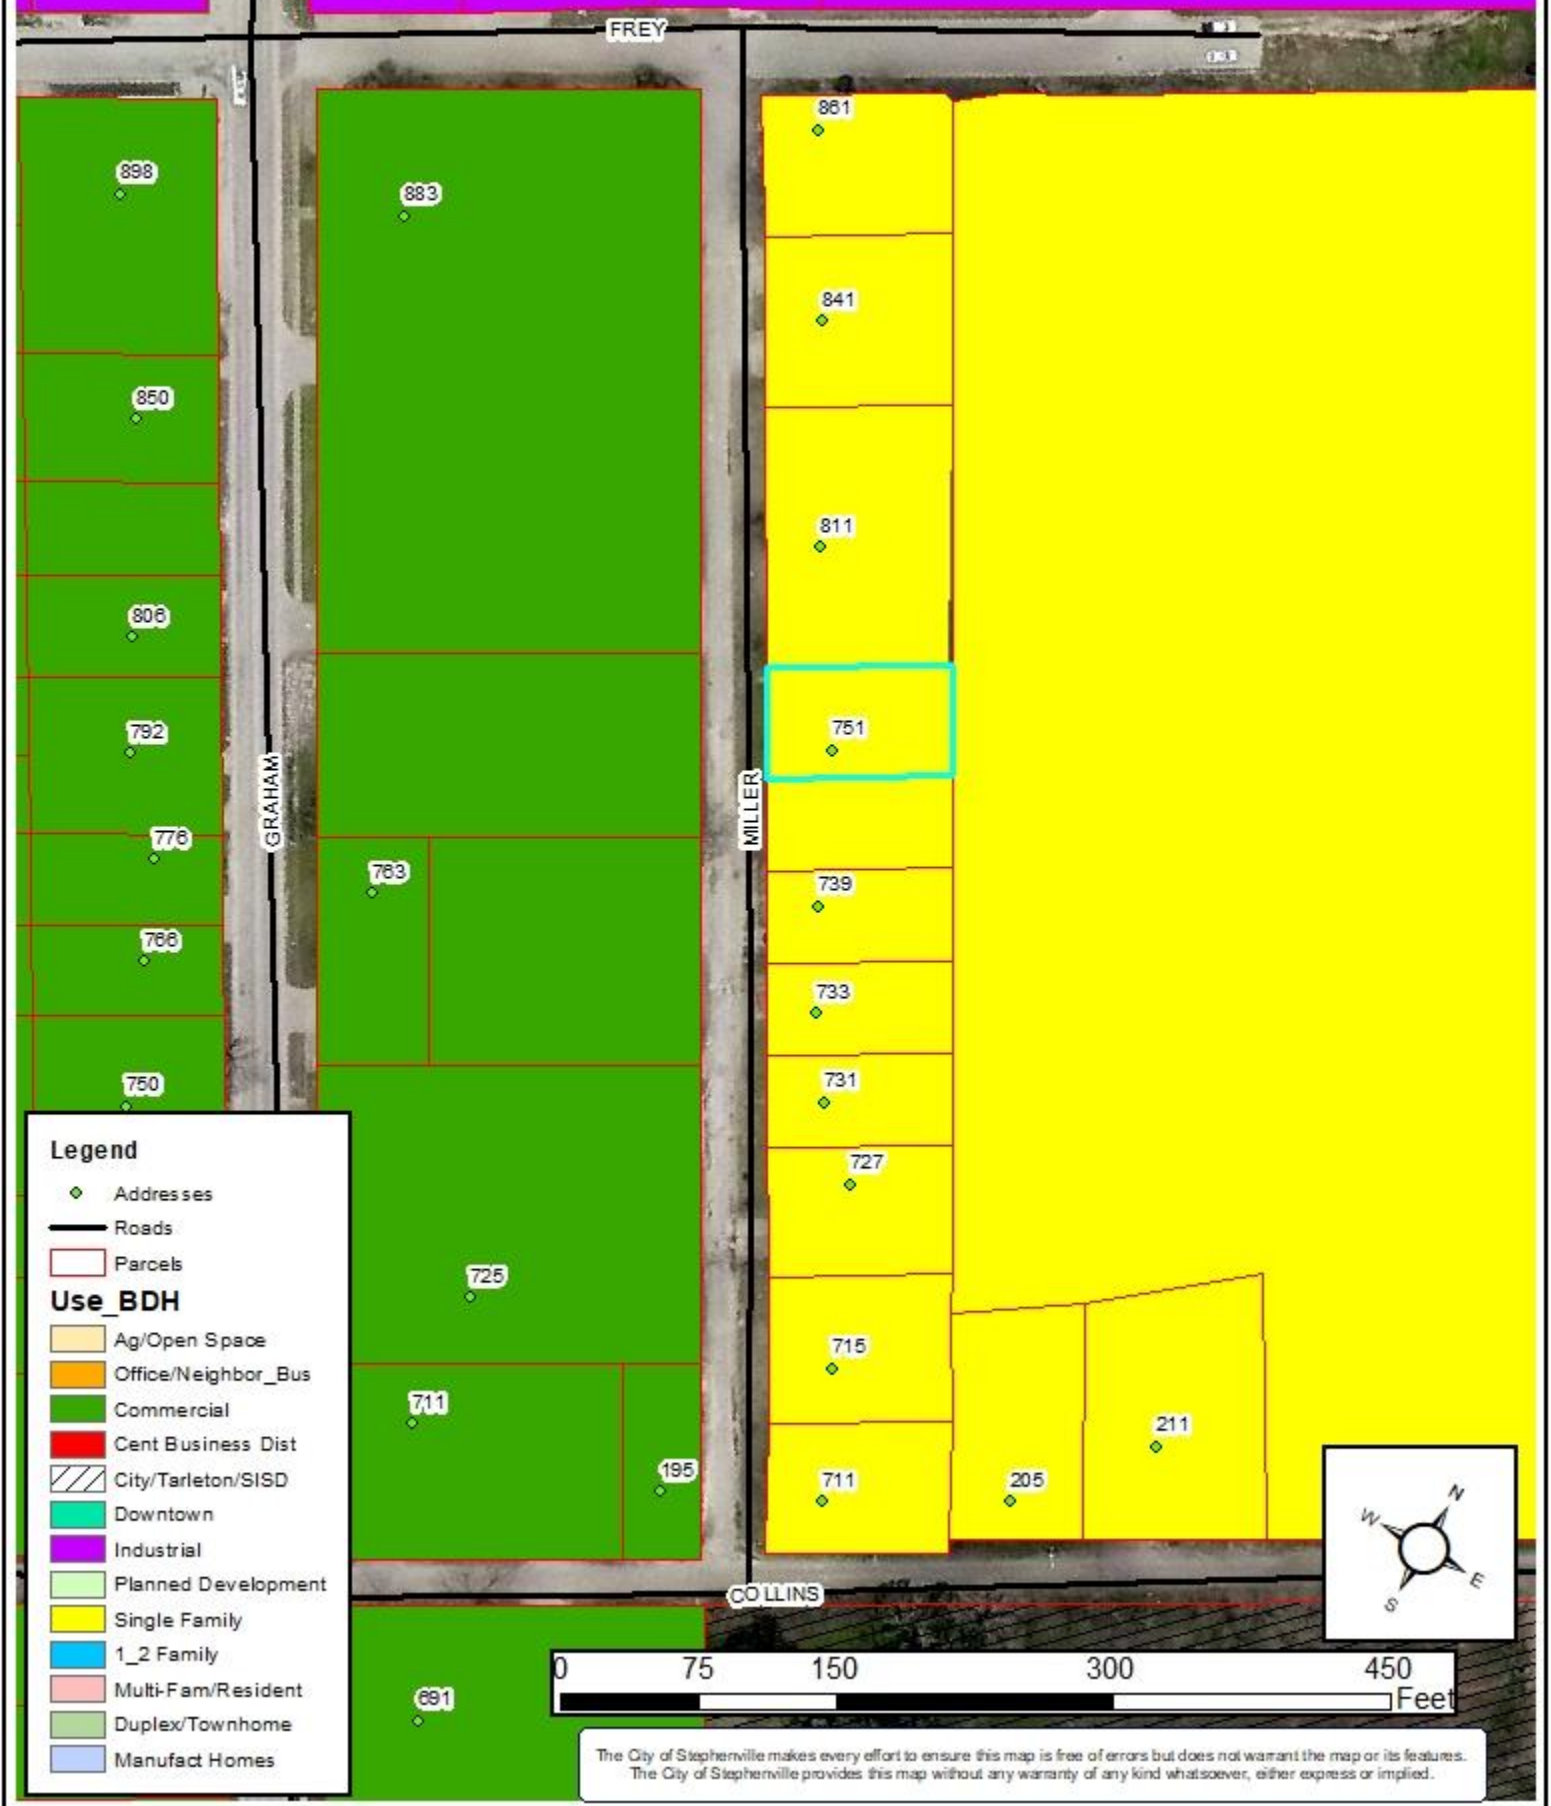 FREY
861
898
883
841
850
811
806
792
751
GRAHAM
MILLER
776
763
739
766
733
750
731
727
725
715
711
711
195
205
211
COLLINS
691
Legend
Addresses
Roads
Parcels
Use_BDH
Ag/Open Space
Office/Neighbor_Bus
Commercial
Cent Business Dist
City/Tarleton/SISD
Downtown
Industrial
Planned Development
Single Family
1_2 Family
Multi-Fam/Resident
Duplex/Townhome
Manufact Homes
N
W
E
S
0 75 150 300 450
Feet
The City of Stephenville makes every effort to ensure this map is free of errors but does not warrant the map or its features.
The City of Stephenville provides this map without any warranty of any kind whatsoever, either express or implied.